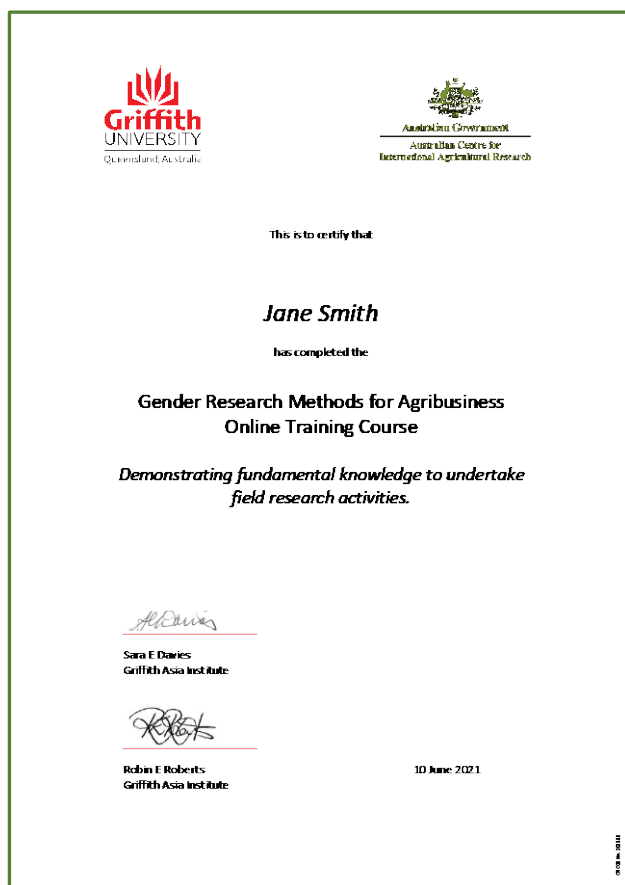 Griffith
UNIVERSITY
Queensland, Australia
Australian Government
Australian Centre for
International Agricultural Research
This is to certify that
Jane Smith
has completed the
Gender Research Methods for Agribusiness
Online Training Course
Demonstrating fundamental knowledge to undertake
field research activities.
Sara E Davies
Griffith Asia Institute
Robin E Roberts
Griffith Asia Institute
10 June 2021